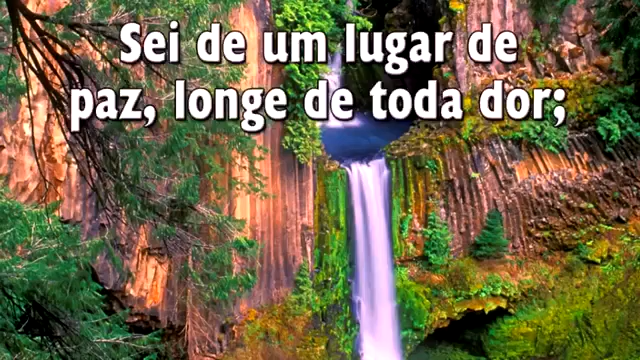 Sei de um lugar de
paz, longe de toda dor;